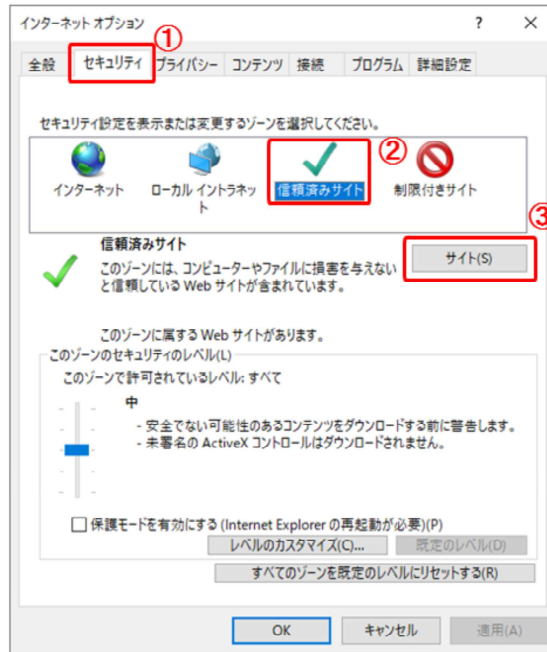 インターネット オプション
?
×
①
全般
セキュリティ
プライバシー
コンテンツ
接続
プログラム
詳細設定
セキュリティ設定を表示または変更するゾーンを選択してください。
②
インターネット
ローカル イントラネッ
ト
信頼済みサイト
制限付きサイト
③
信頼済みサイト
サイト(S)
このゾーンには、コンピューターやファイルに損害を与えない
と信頼している Web サイトが含まれています。
このゾーンに属する Web サイトがあります。
このゾーンのセキュリティのレベル(L)
このゾーンで許可されているレベル: すべて
中
- 安全でない可能性のあるコンテンツをダウンロードする前に警告します。
- 未署名の ActiveX コントロールはダウンロードされません。
保護モードを有効にする (Internet Explorer の再起動が必要)(P)
レベルのカスタマイズ(C)...
既定のレベル(D)
すべてのゾーンを既定のレベルにリセットする(R)
OK
キャンセル
適用(A)